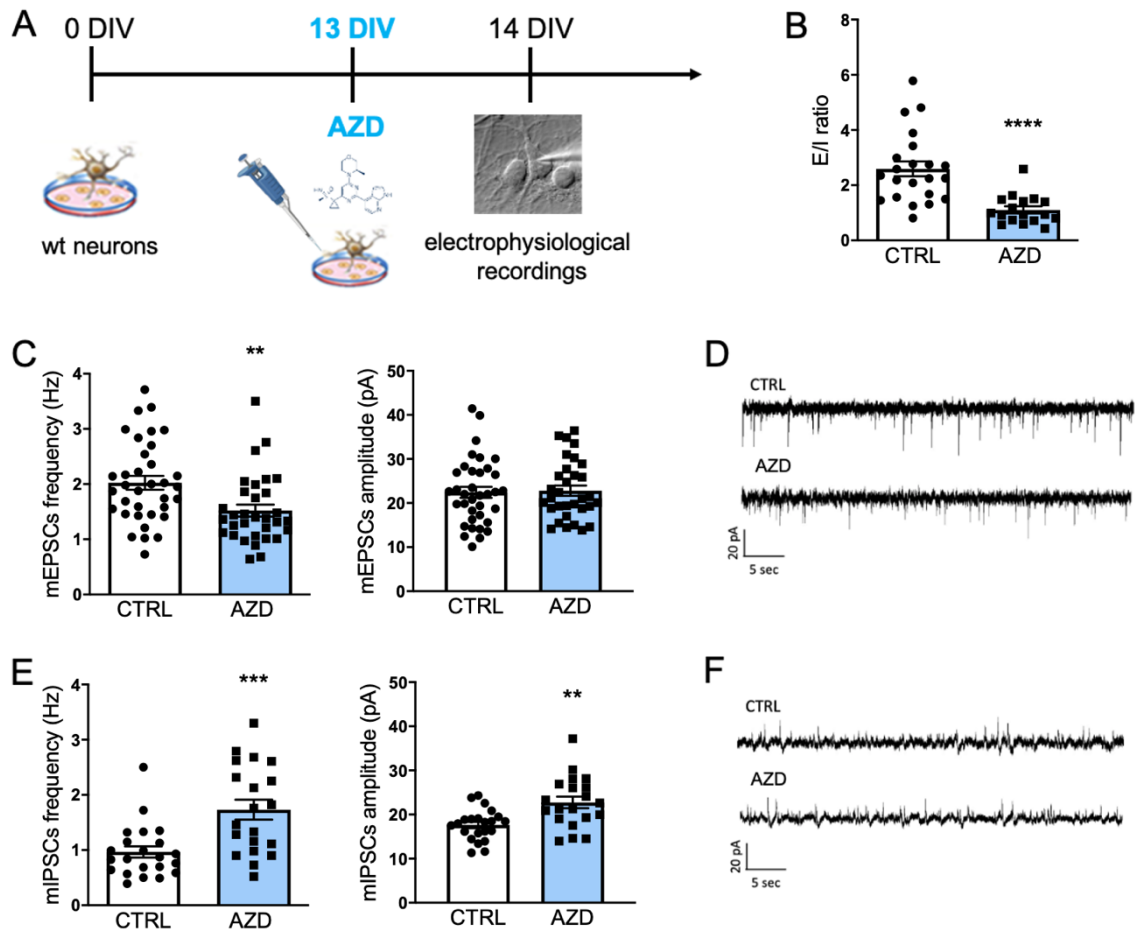 A
0 DIV 13 DIV 14 DIV
AZD
wt neurons
electrophysiological
recordings
B
E/I ratio
8
6
4
2
0
****
CTRL AZD
C
mEPSCs frequency (Hz)
4
3
2
1
0
**
CTRL AZD
mEPSCs amplitude (pA)
50
40
30
20
10
0
CTRL AZD
D
CTRL
AZD
20 pA
5 sec
E
mIPSCs frequency (Hz)
4
3
2
1
0
***
CTRL AZD
mIPSCs amplitude (pA)
50
40
30
20
10
0
**
CTRL AZD
F
CTRL
AZD
20 pA
5 sec